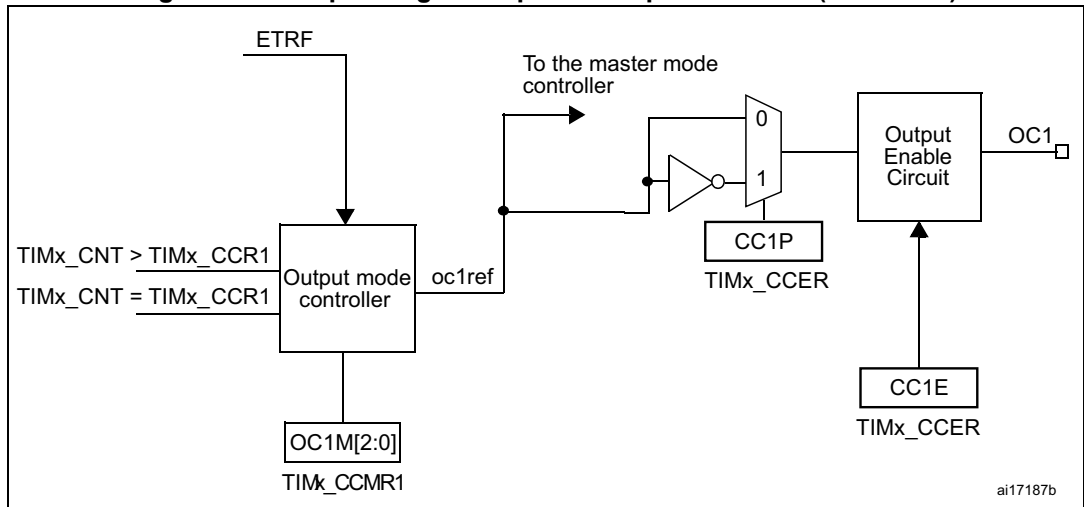 ETRF
To the master mode
controller
0
1
Output
Enable
Circuit
OC1
CC1P
TIMx_CCER
TIMx_CNT > TIMx_CCR1
TIMx_CNT = TIMx_CCR1
Output mode
controller
oc1ref
CC1E
TIMx_CCER
OC1M[2:0]
TIMx_CCMR1
ai17187b